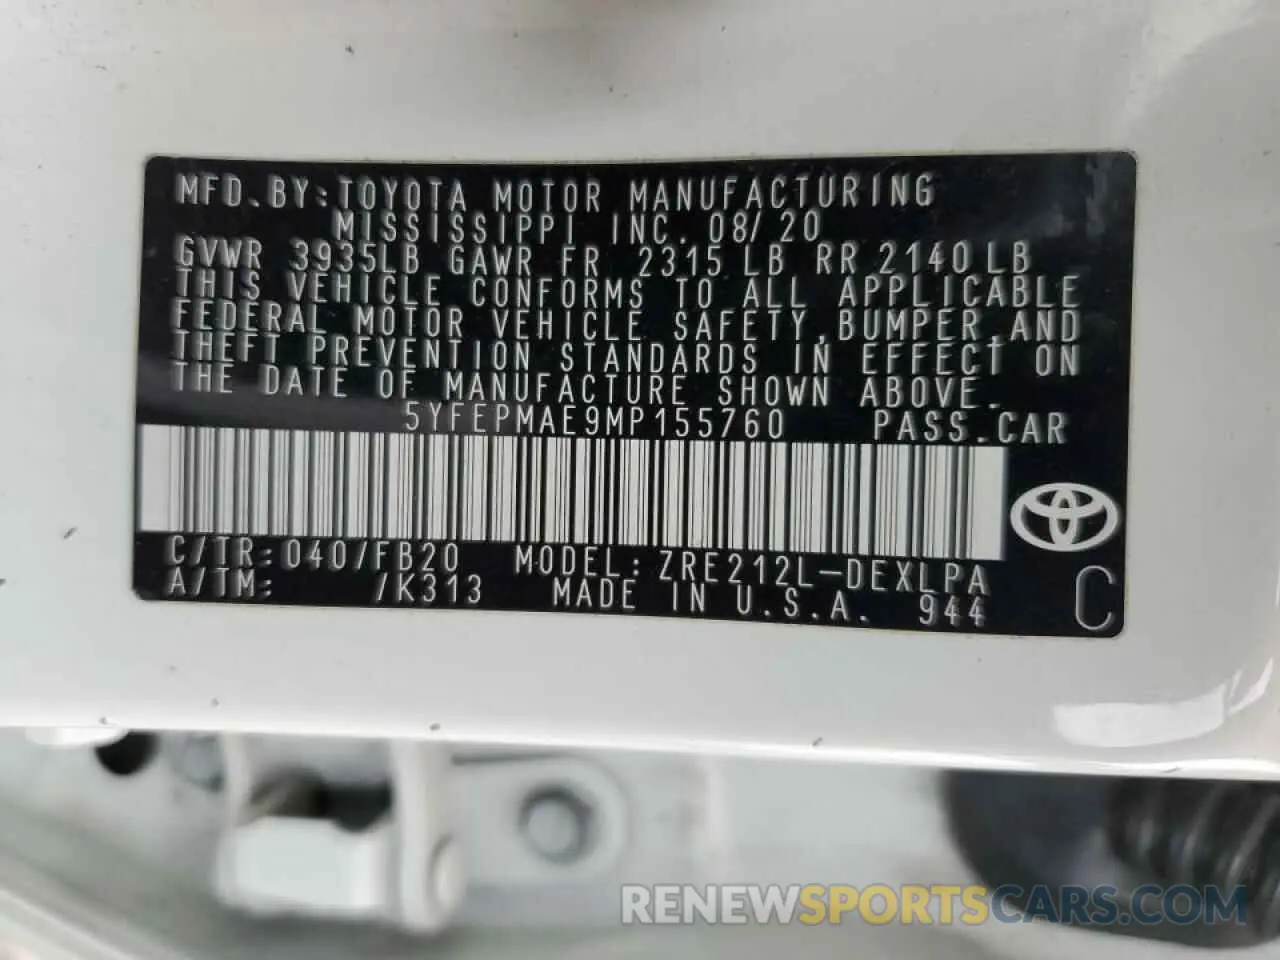 MFD. BY: TOYOTA MOTOR MANUFACTURING
MISSISSIPPI INC. 08/20
GVWR 3935LB GAWR FR 2315 LB RR 2140 LB
THIS VEHICLE CONFORMS TO ALL APPLICABLE
FEDERAL MOTOR VEHICLE SAFETY, BUMPER, AND
THEFT PREVENTION STANDARDS IN EFFECT ON
THE DATE OF MANUFACTURE SHOWN ABOVE.
5YFEPMAE9MP155760 PASS. CAR
C/TR: 040/FB20 MODEL: ZRE212L-DEXLPA
A/TM: /K313 MADE IN U.S.A. 944
C
RENEWSPORTSCARS.COM